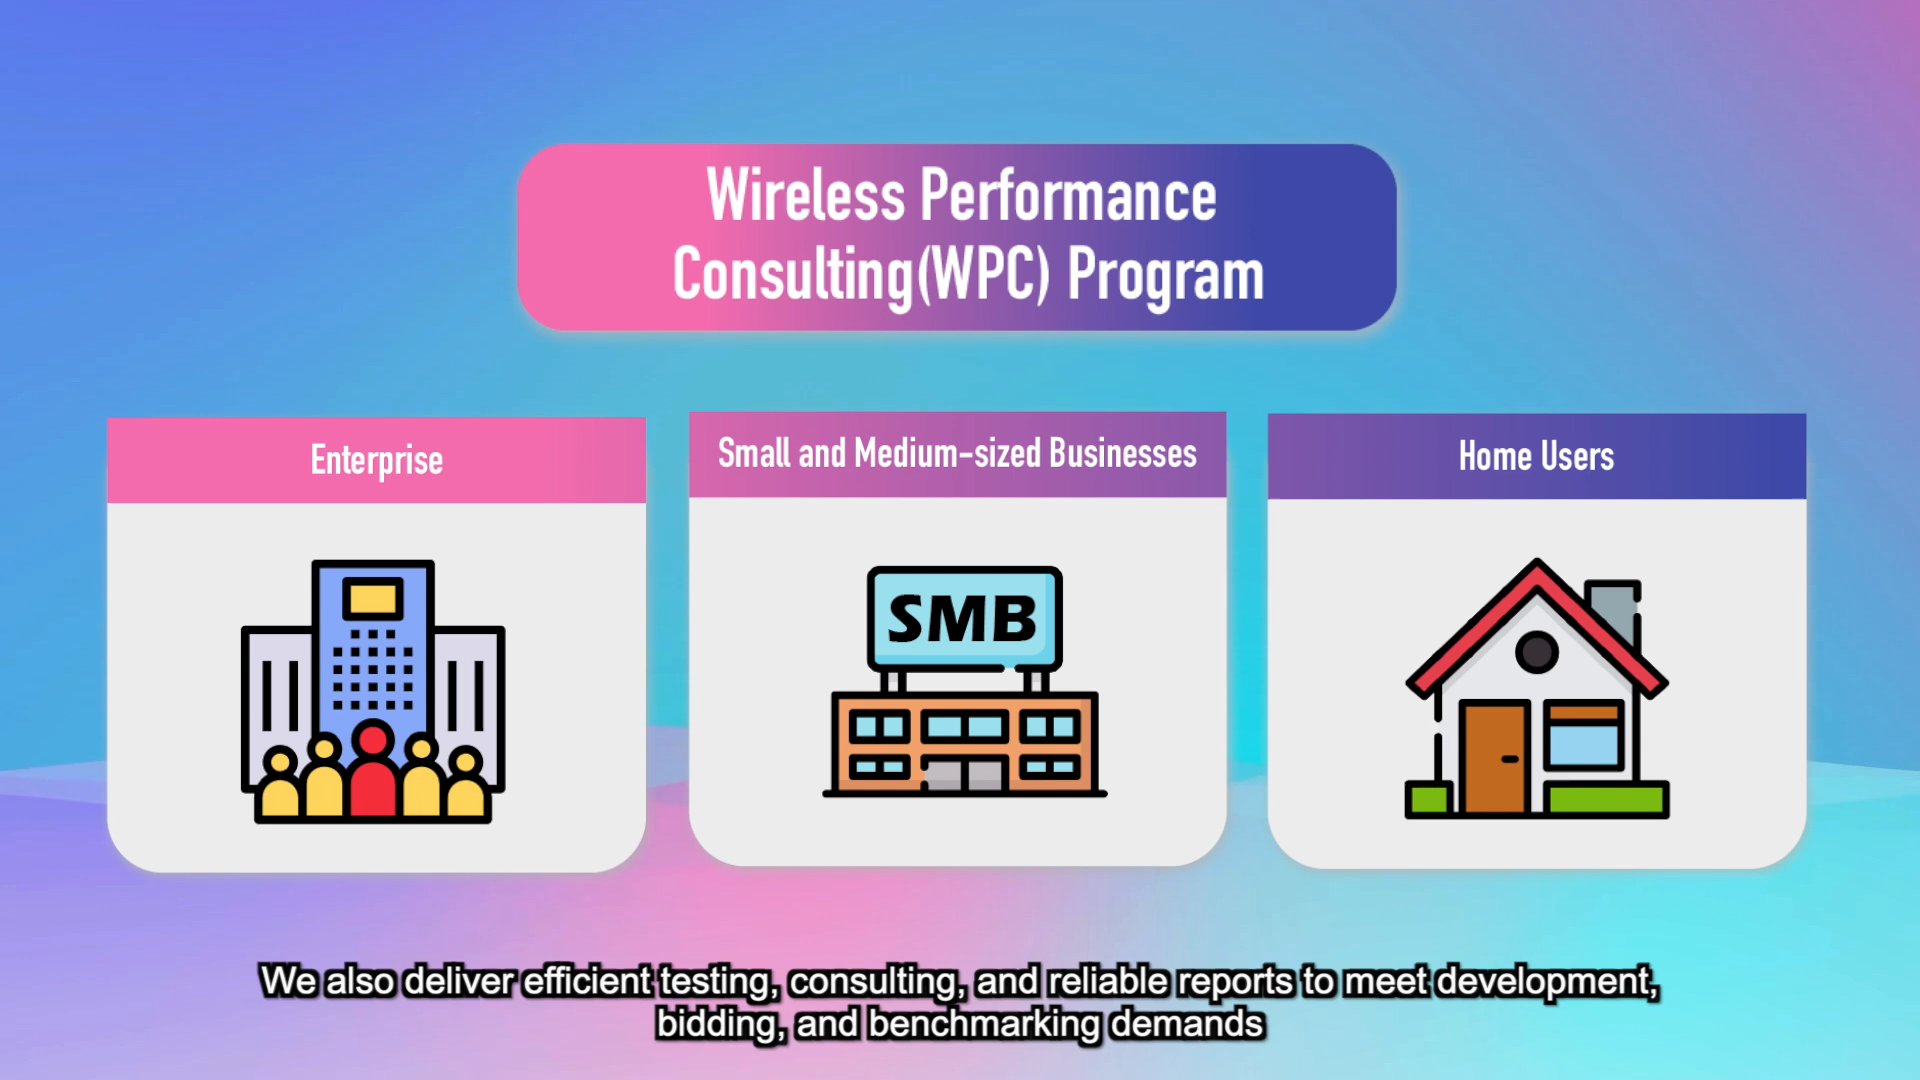 Wireless Performance
Consulting(WPC) Program
Enterprise
Small and Medium-sized Businesses
Home Users
SMB
We also deliver efficient testing, consulting, and reliable reports to meet development,
bidding, and benchmarking demands